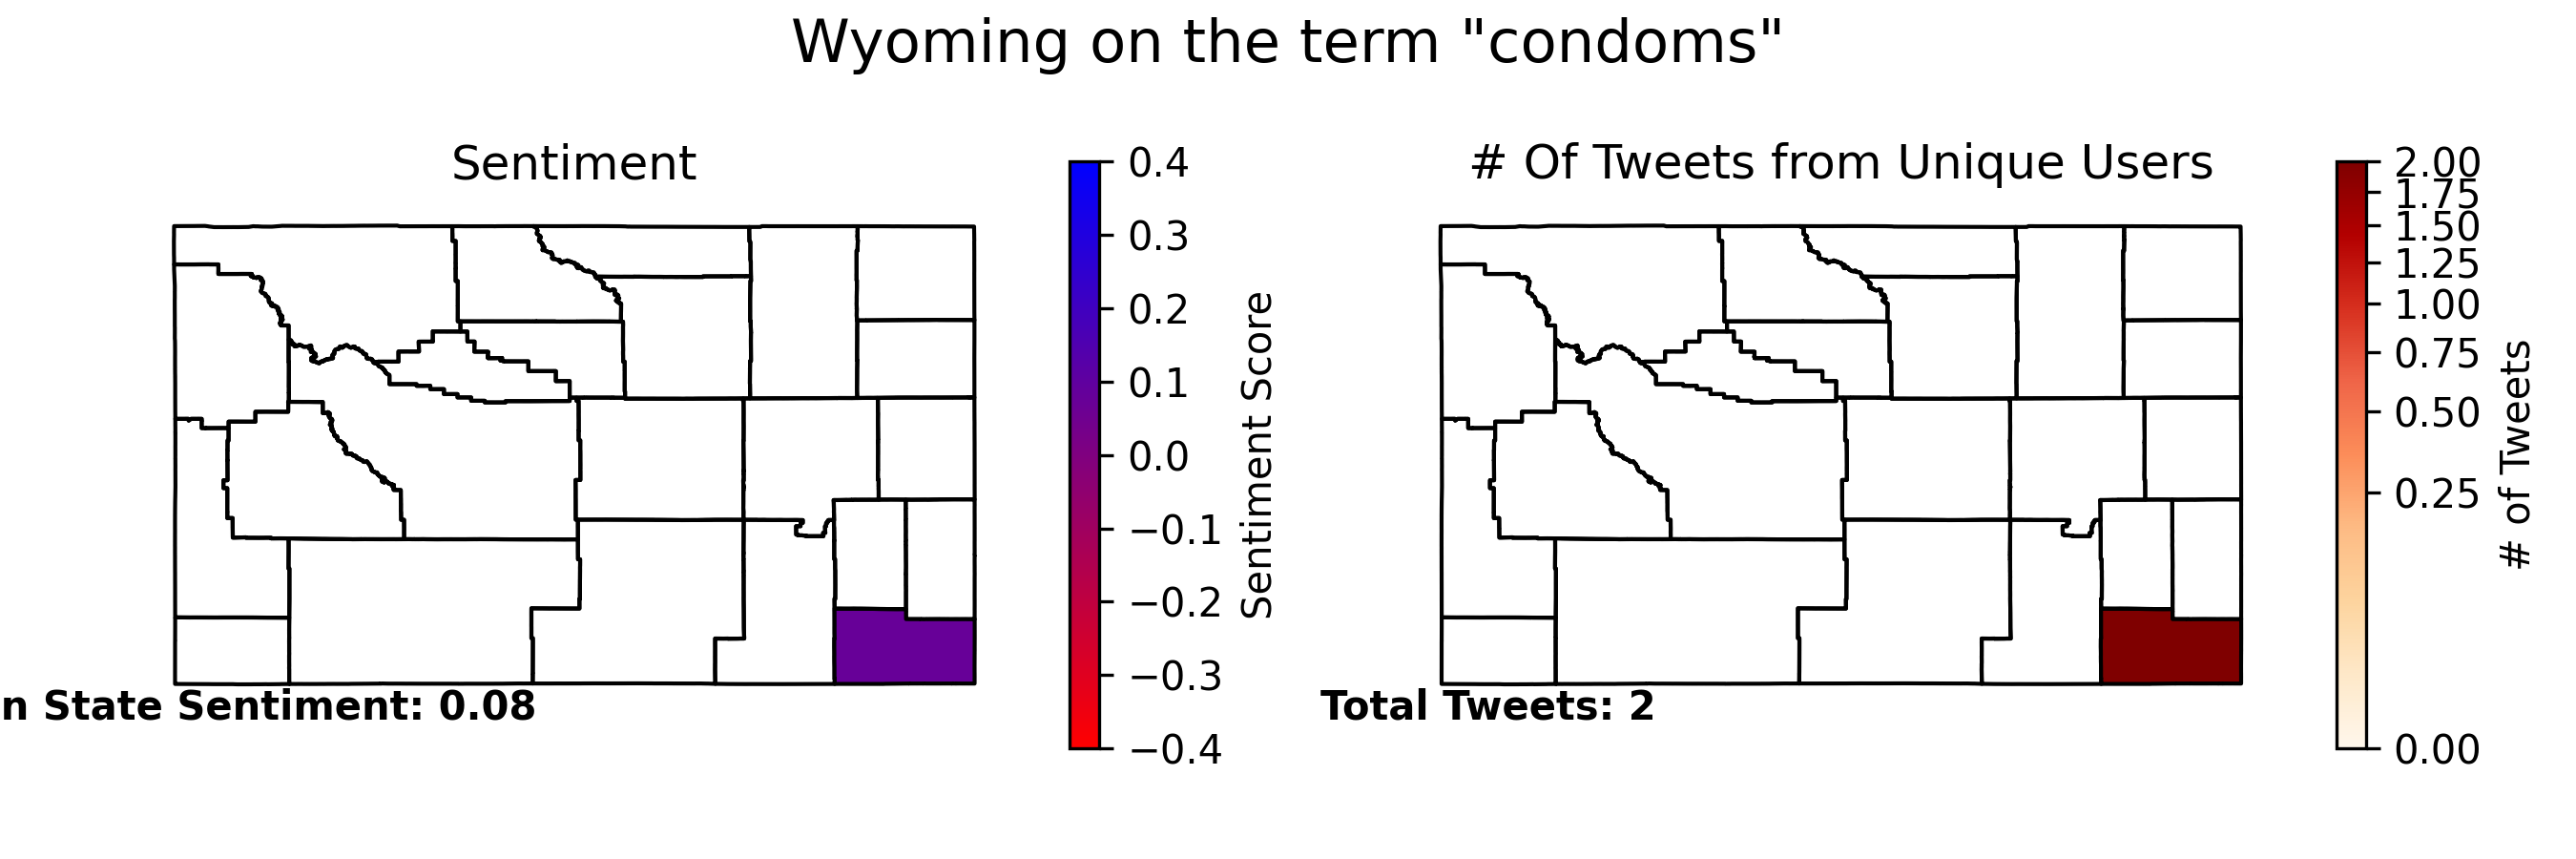 Wyoming on the term "condoms"
Sentiment
0.4
0.3
0.2
0.1
0.0
−0.1
−0.2
−0.3
−0.4
Sentiment Score
n State Sentiment: 0.08
# Of Tweets from Unique Users
2.00
1.75
1.50
1.25
1.00
0.75
0.50
0.25
0.00
# of Tweets
Total Tweets: 2